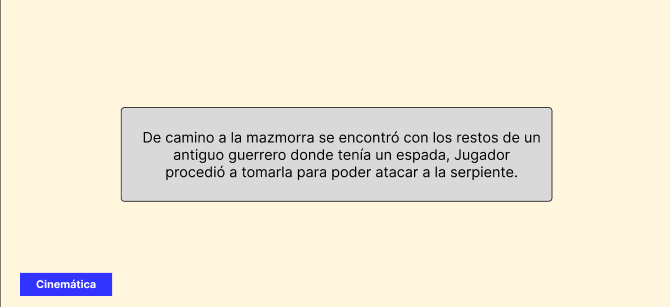 De camino a la mazmorra se encontró con los restos de un
antiguo guerrero donde tenía un espada, Jugador
procedió a tomarla para poder atacar a la serpiente.
Cinemática